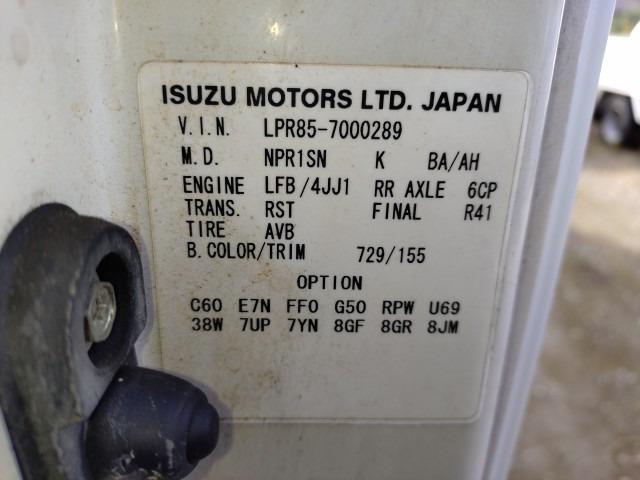 ISUZU MOTORS LTD. JAPAN
V.I.N. LPR85-7000289
M.D. NPR1SN K BA/AH
ENGINE LFB/4JJ1 RR AXLE 6CP
TRANS. RST FINAL R41
TIRE AVB
B.COLOR/TRIM 729/155
OPTION
C60 E7N FF0 G50 RPW U69
38W 7UP 7YN 8GF 8GR 8JM